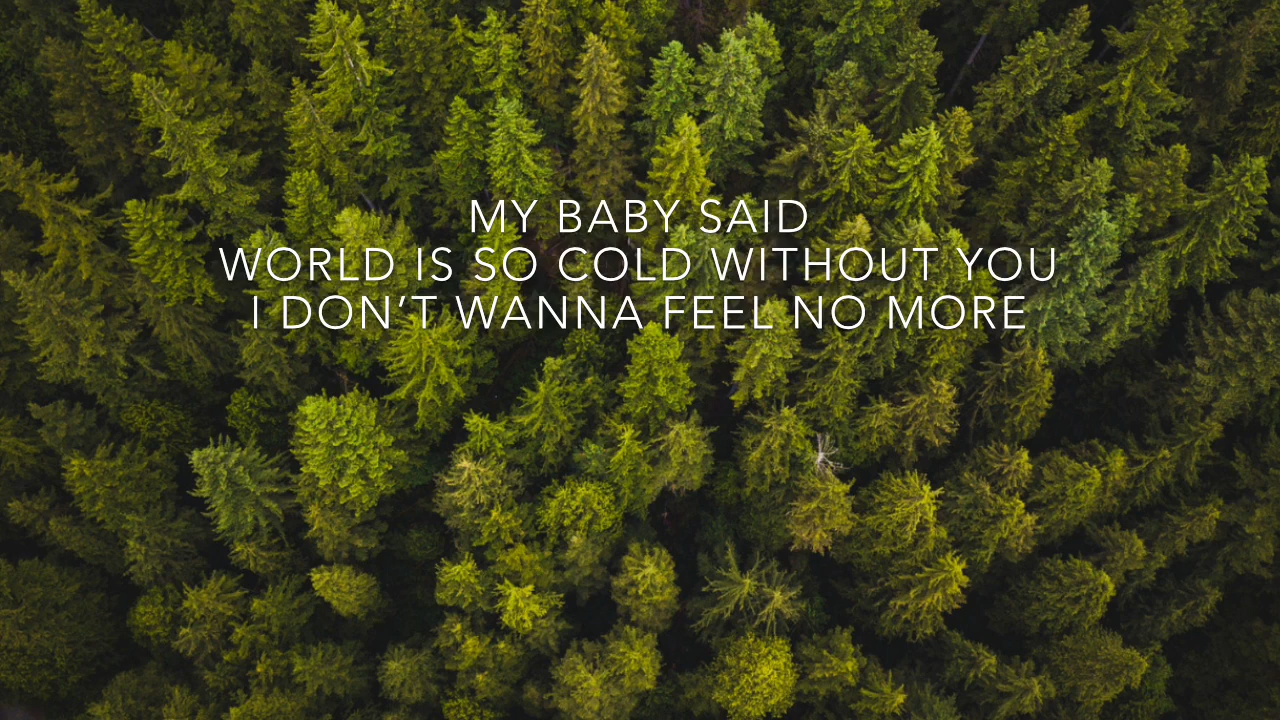 MY BABY SAID
WORLD IS SO COLD WITHOUT YOU
I DON’T WANNA FEEL NO MORE